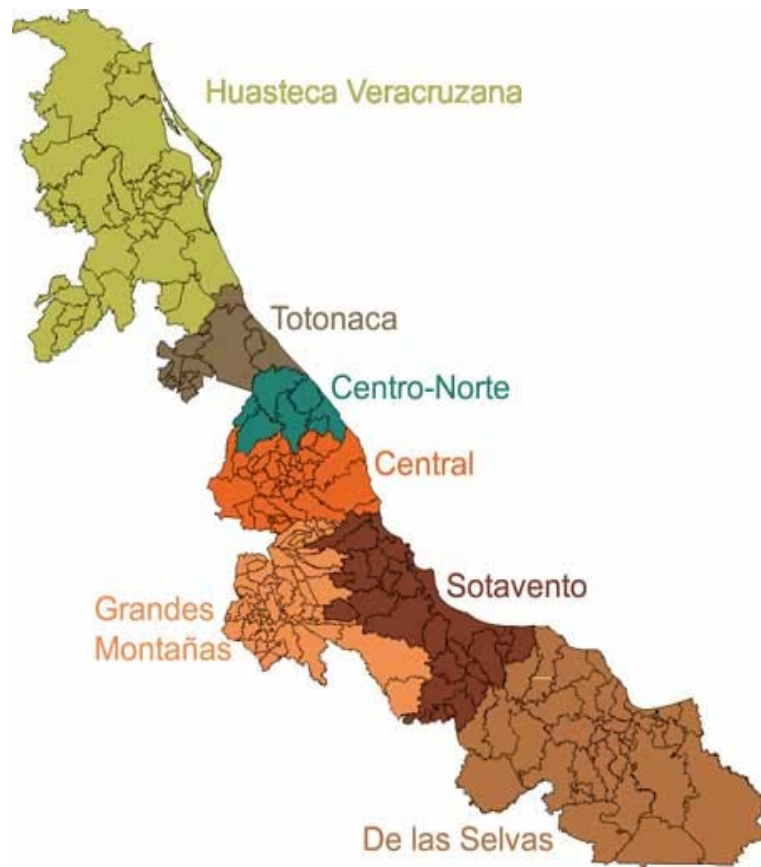 Huasteca Veracruzana
Totonaca
Centro-Norte
Central
Sotavento
Grandes
Montañas
De las Selvas